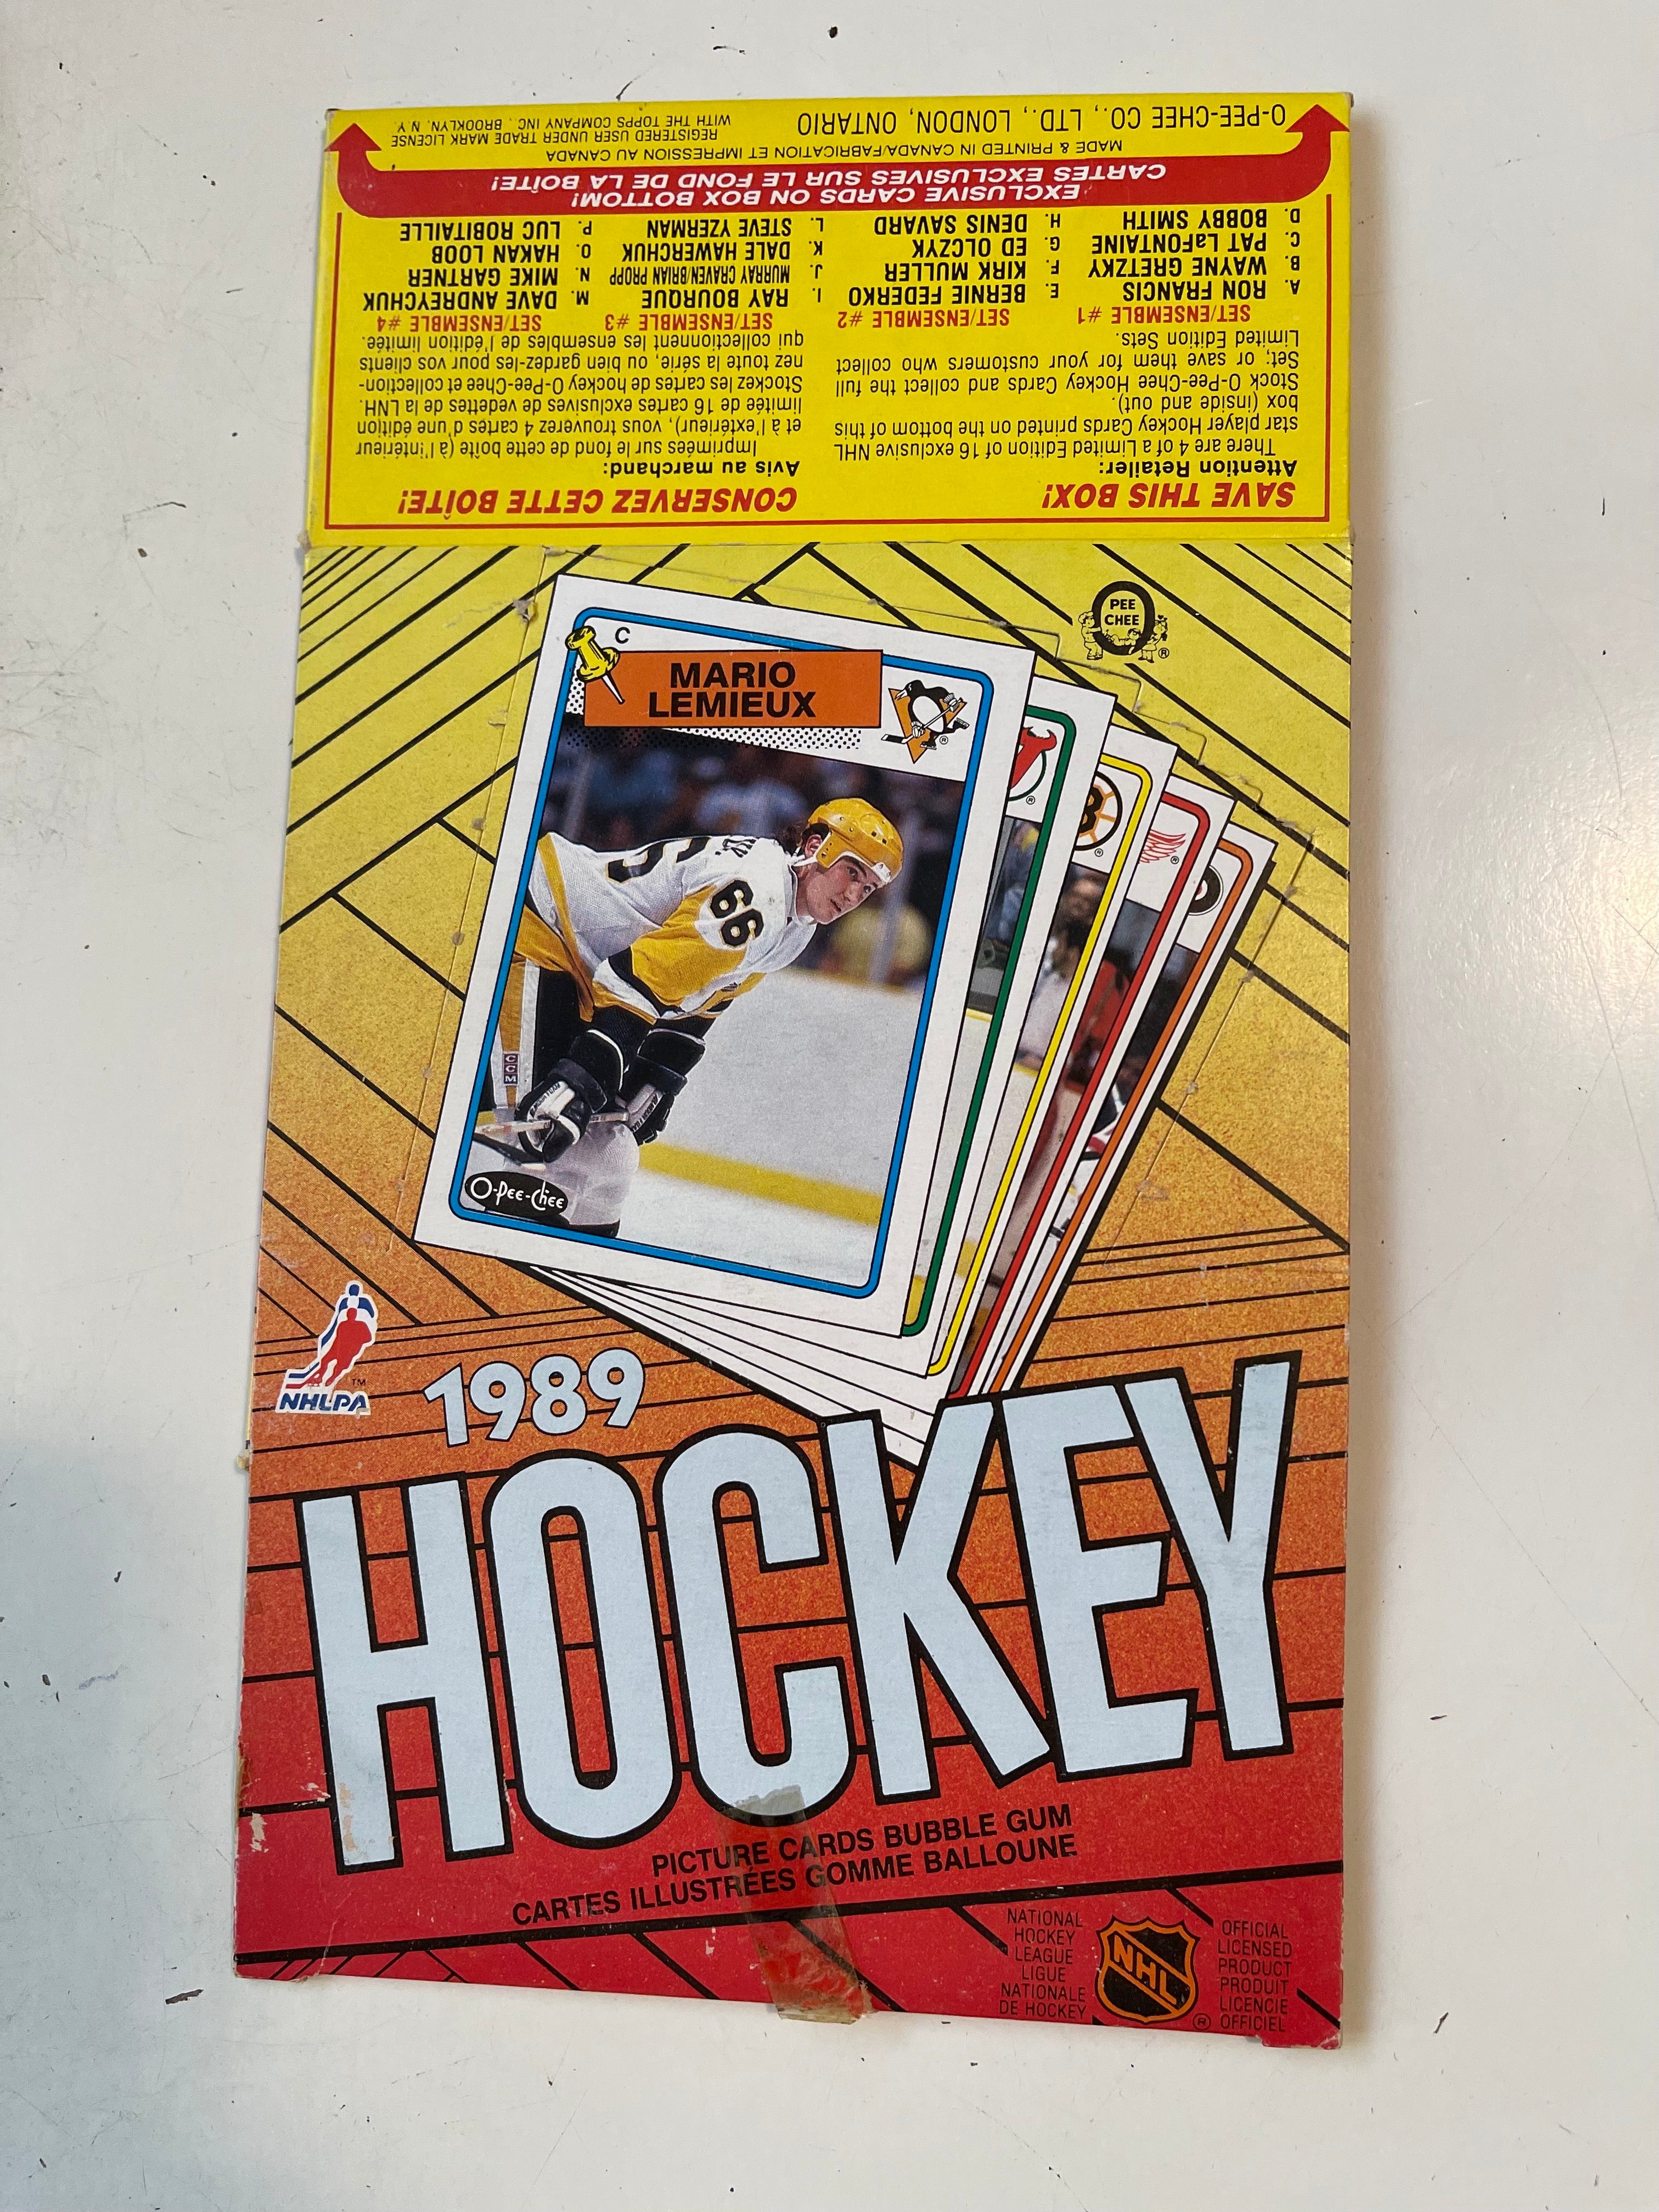 SAVE THIS BOX!
Attention Retailer:
There are 4 of a Limited Edition of 16 exclusive NHL
star player Hockey Cards printed on the bottom of this
box (inside and out).
Stock O-Pee-Chee Hockey Cards and collect the full
Set; or save them for your customers who collect
Limited Edition Sets.
CONSERVEZ CETTE BOÎTE!
Avis au marchand:
Imprimées sur le fond de cette boîte (à l'intérieur
et à l'extérieur), vous trouverez 4 cartes d'une édition
limitée de 16 cartes exclusives de vedettes de la LNH.
Stockez les cartes de hockey O-Pee-Chee et collection-
nez toute la série, ou bien gardez-les pour vos clients
qui collectionnent les ensembles de l'édition limitée.
SET/ENSEMBLE #1
A. RON FRANCIS
B. WAYNE GRETZKY
C. PAT LaFONTAINE
D. BOBBY SMITH
SET/ENSEMBLE #2
E. BERNIE FEDERKO
F. KIRK MULLER
G. ED OLCZYK
H. DENIS SAVARD
SET/ENSEMBLE #3
I. RAY BOURQUE
J. MURRAY CRAVEN/BRIAN PROPP
K. DALE HAWERCHUK
L. STEVE YZERMAN
SET/ENSEMBLE #4
M. DAVE ANDREYCHUK
N. MIKE GARTNER
O. HAKAN LOOB
P. LUC ROBITAILLE
EXCLUSIVE CARDS ON BOX BOTTOM!
CARTES EXCLUSIVES SUR LE FOND DE LA BOÎTE!
MADE & PRINTED IN CANADA/FABRICATION ET IMPRESSION AU CANADA
O-PEE-CHEE CO., LTD., LONDON, ONTARIO
REGISTERED USER UNDER TRADE MARK LICENSE
WITH THE TOPPS COMPANY INC., BROOKLYN, N.Y.
O
PEE
CHEE
®
C
MARIO
LEMIEUX
®
66
66
CCM
O-Pee-Chee
®
B
®
®
NHLPA
TM
1989
HOCKEY
PICTURE CARDS BUBBLE GUM
CARTES ILLUSTRÉES GOMME BALLOUNE
NATIONAL
HOCKEY
LEAGUE
LIGUE
NATIONALE
DE HOCKEY
NHL
®
OFFICIAL
LICENSED
PRODUCT
PRODUIT
LICENCIE
OFFICIEL